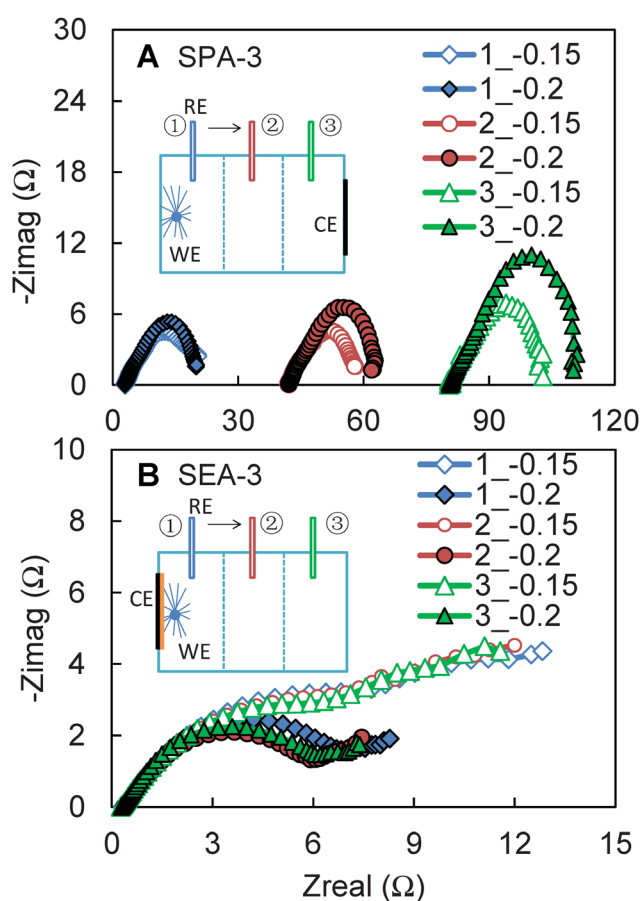 30
24
18
12
6
0
-Zimag (Ω)
A SPA-3
RE
① ② ③
WE
CE
1_-0.15
1_-0.2
2_-0.15
2_-0.2
3_-0.15
3_-0.2
0 30 60 90 120
10
8
6
4
2
0
-Zimag (Ω)
B SEA-3
RE
① ② ③
CE
WE
1_-0.15
1_-0.2
2_-0.15
2_-0.2
3_-0.15
3_-0.2
0 3 6 9 12 15
Zreal (Ω)